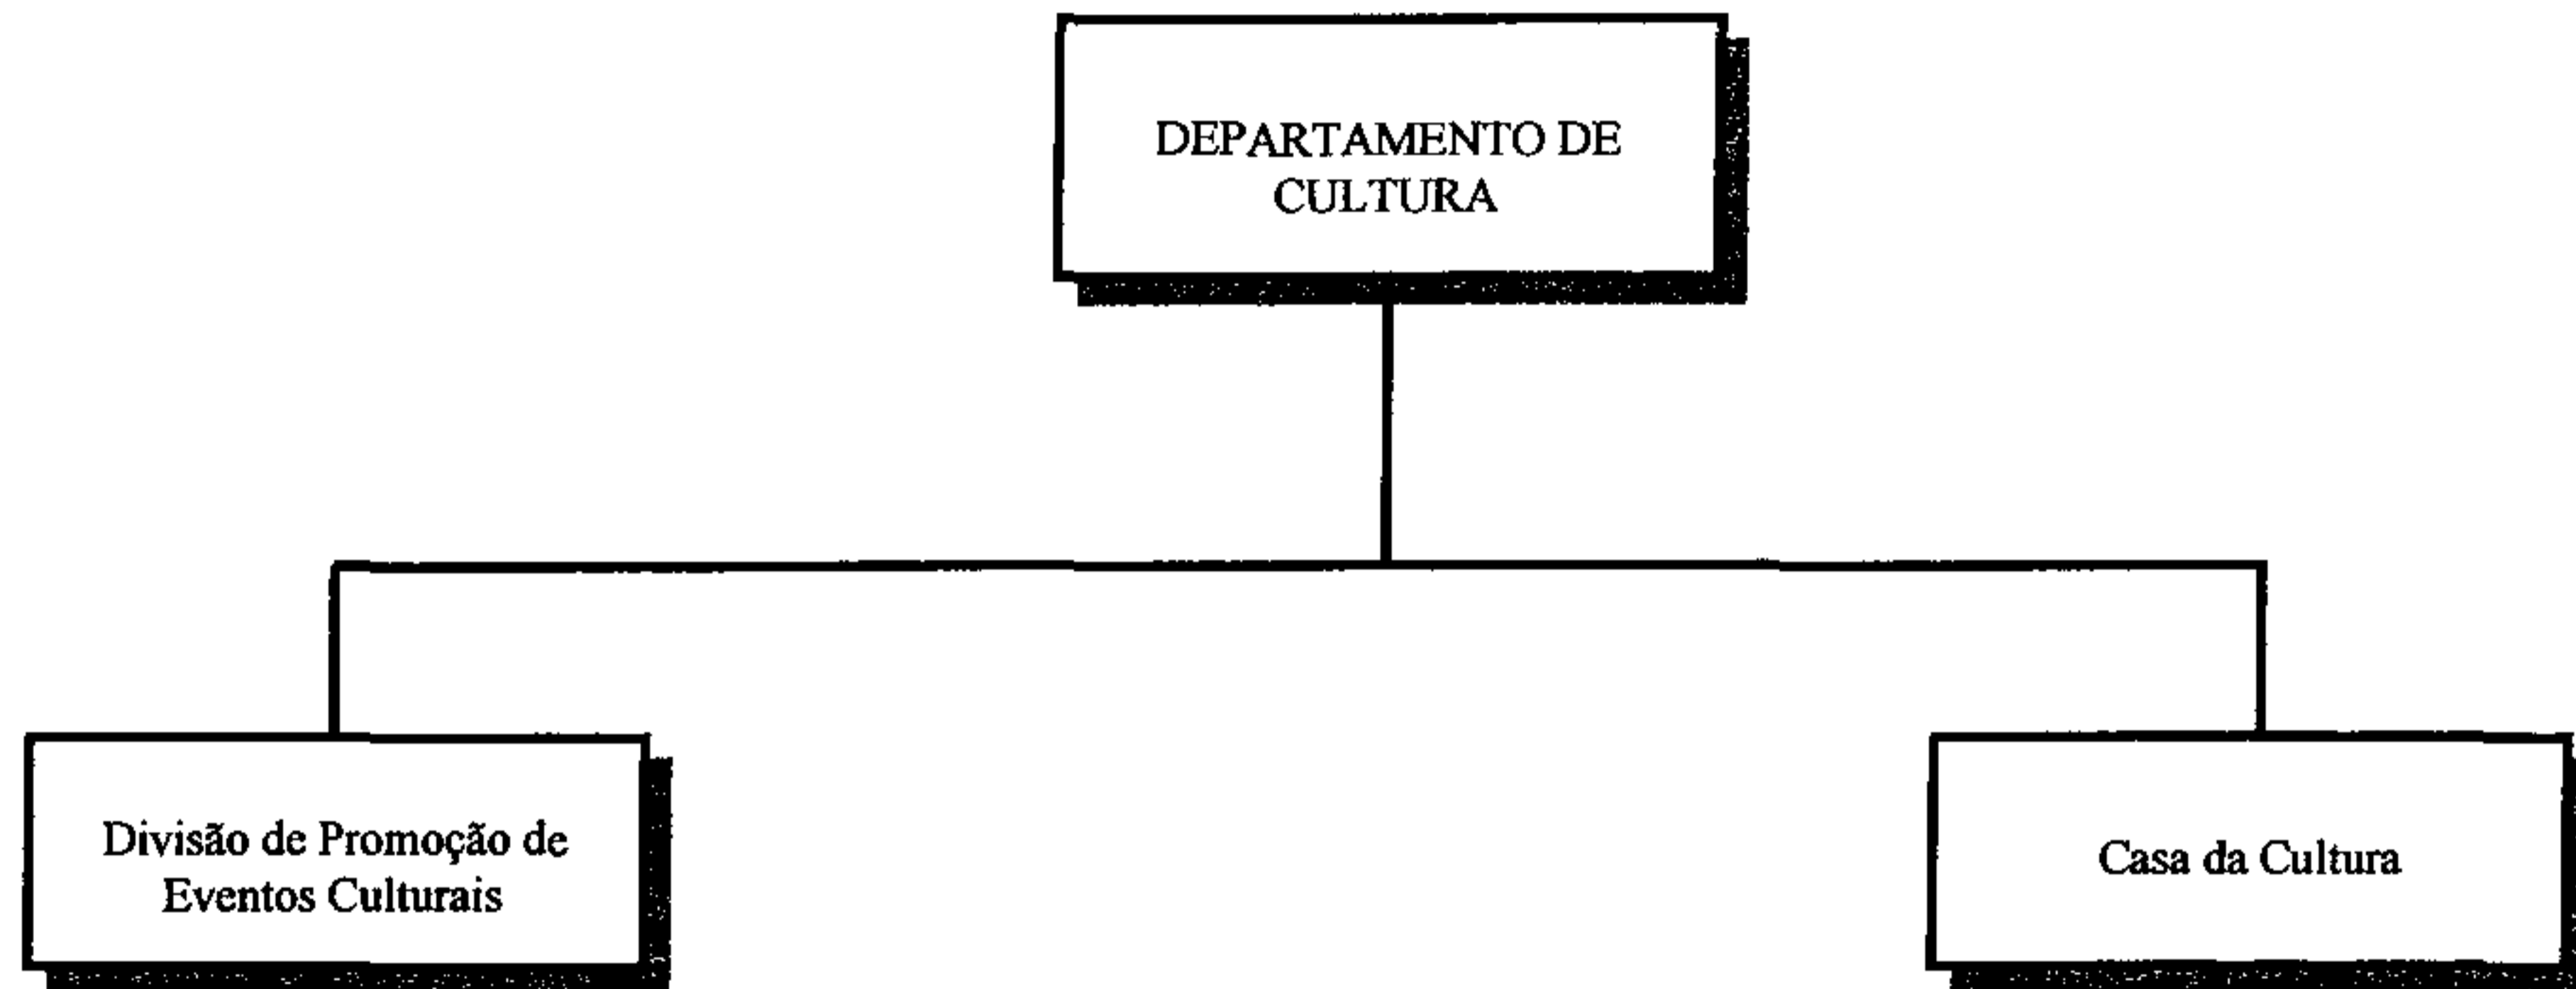 DEPARTAMENTO DE
CULTURA
Divisão de Promoção de
Eventos Culturais
Casa da Cultura